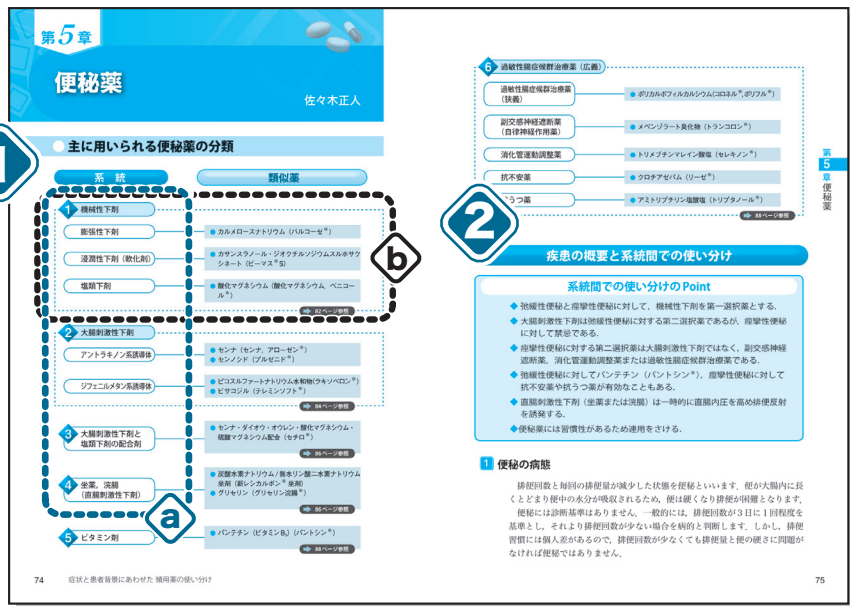 第5章
便秘薬
佐々木正人
1
主に用いられる便秘薬の分類
系 統
類似薬
1 機械性下剤
膨張性下剤
● カルメロースナトリウム（バルコーゼ®）
浸潤性下剤（軟化剤）
● カサンスラノール・ジオクチルソジウムスルホサク
シネート（ビーマス®S）
塩類下剤
● 酸化マグネシウム（酸化マグネシウム，ベニコー
ル®）
82ページ参照
b
2 大腸刺激性下剤
アントラキノン系誘導体
● センナ（センナ，アローゼン®）
● センノシド（プルゼニド®）
ジフェニルメタン系誘導体
● ピコスルファートナトリウム水和物（ラキソベロン®）
● ビサコジル（テレミンソフト®）
84ページ参照
3 大腸刺激性下剤と
塩類下剤の配合剤
● センナ・ダイオウ・オウレン・酸化マグネシウム・
硫酸マグネシウム配合（セチロ®）
86ページ参照
4 坐薬，浣腸
（直腸刺激性下剤）
● 炭酸水素ナトリウム/無水リン酸二水素ナトリウム
坐剤（新レシカルボン®坐剤）
● グリセリン（グリセリン浣腸®）
86ページ参照
a
5 ビタミン剤
● パンテチン（ビタミンB₅）（パントシン®）
88ページ参照
74 症状と患者背景にあわせた 頻用薬の使い分け
6 過敏性腸症候群治療薬（広義）
過敏性腸症候群治療薬
（狭義）
● ポリカルボフィルカルシウム（コロネル®，ポリフル®）
副交感神経遮断薬
（自律神経作用薬）
● メペンゾラート臭化物（トランコロン®）
消化管運動調整薬
● トリメブチンマレイン酸塩（セレキノン®）
抗不安薬
● クロチアゼパム（リーゼ®）
うつ薬
● アミトリプチリン塩酸塩（トリプタノール®）
88ページ参照
第
5
章
便秘薬
2
疾患の概要と系統間での使い分け
系統間での使い分けのPoint
◆ 弛緩性便秘と痙攣性便秘に対して，機械性下剤を第一選択薬とする．
◆ 大腸刺激性下剤は弛緩性便秘に対する第二選択薬であるが，痙攣性便秘
に対して禁忌である．
◆ 痙攣性便秘に対する第二選択薬は大腸刺激性下剤ではなく，副交感神経
遮断薬，消化管運動調整薬または過敏性腸症候群治療薬である．
◆ 弛緩性便秘に対してパンテチン（パントシン®），痙攣性便秘に対して
抗不安薬や抗うつ薬が有効なこともある．
◆ 直腸刺激性下剤（坐薬または浣腸）は一時的に直腸内圧を高め排便反射
を誘発する．
◆ 便秘薬には習慣性があるため連用をさける．
1 便秘の病態
排便回数と毎回の排便量が減少した状態を便秘といいます．便が大腸内に長
くとどまり便中の水分が吸収されるため，便は硬くなり排便が困難となります．
便秘には診断基準はありません．一般的には，排便回数が3日に1回程度を
基準とし，それより排便回数が少ない場合を病的と判断します．しかし，排便
習慣には個人差があるので，排便回数が少なくても排便量と便の硬さに問題が
なければ便秘ではありません．
75